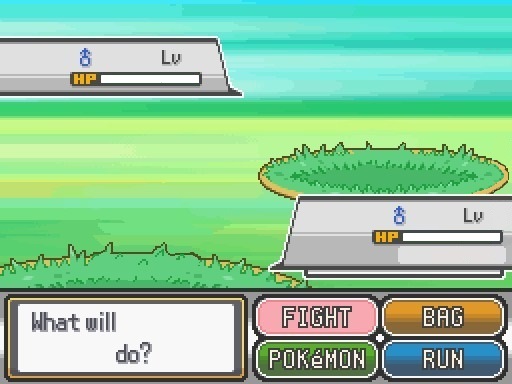 ♂ Lv
HP
♂ Lv
HP
What will
do?
FIGHT
BAG
POKéMON
RUN